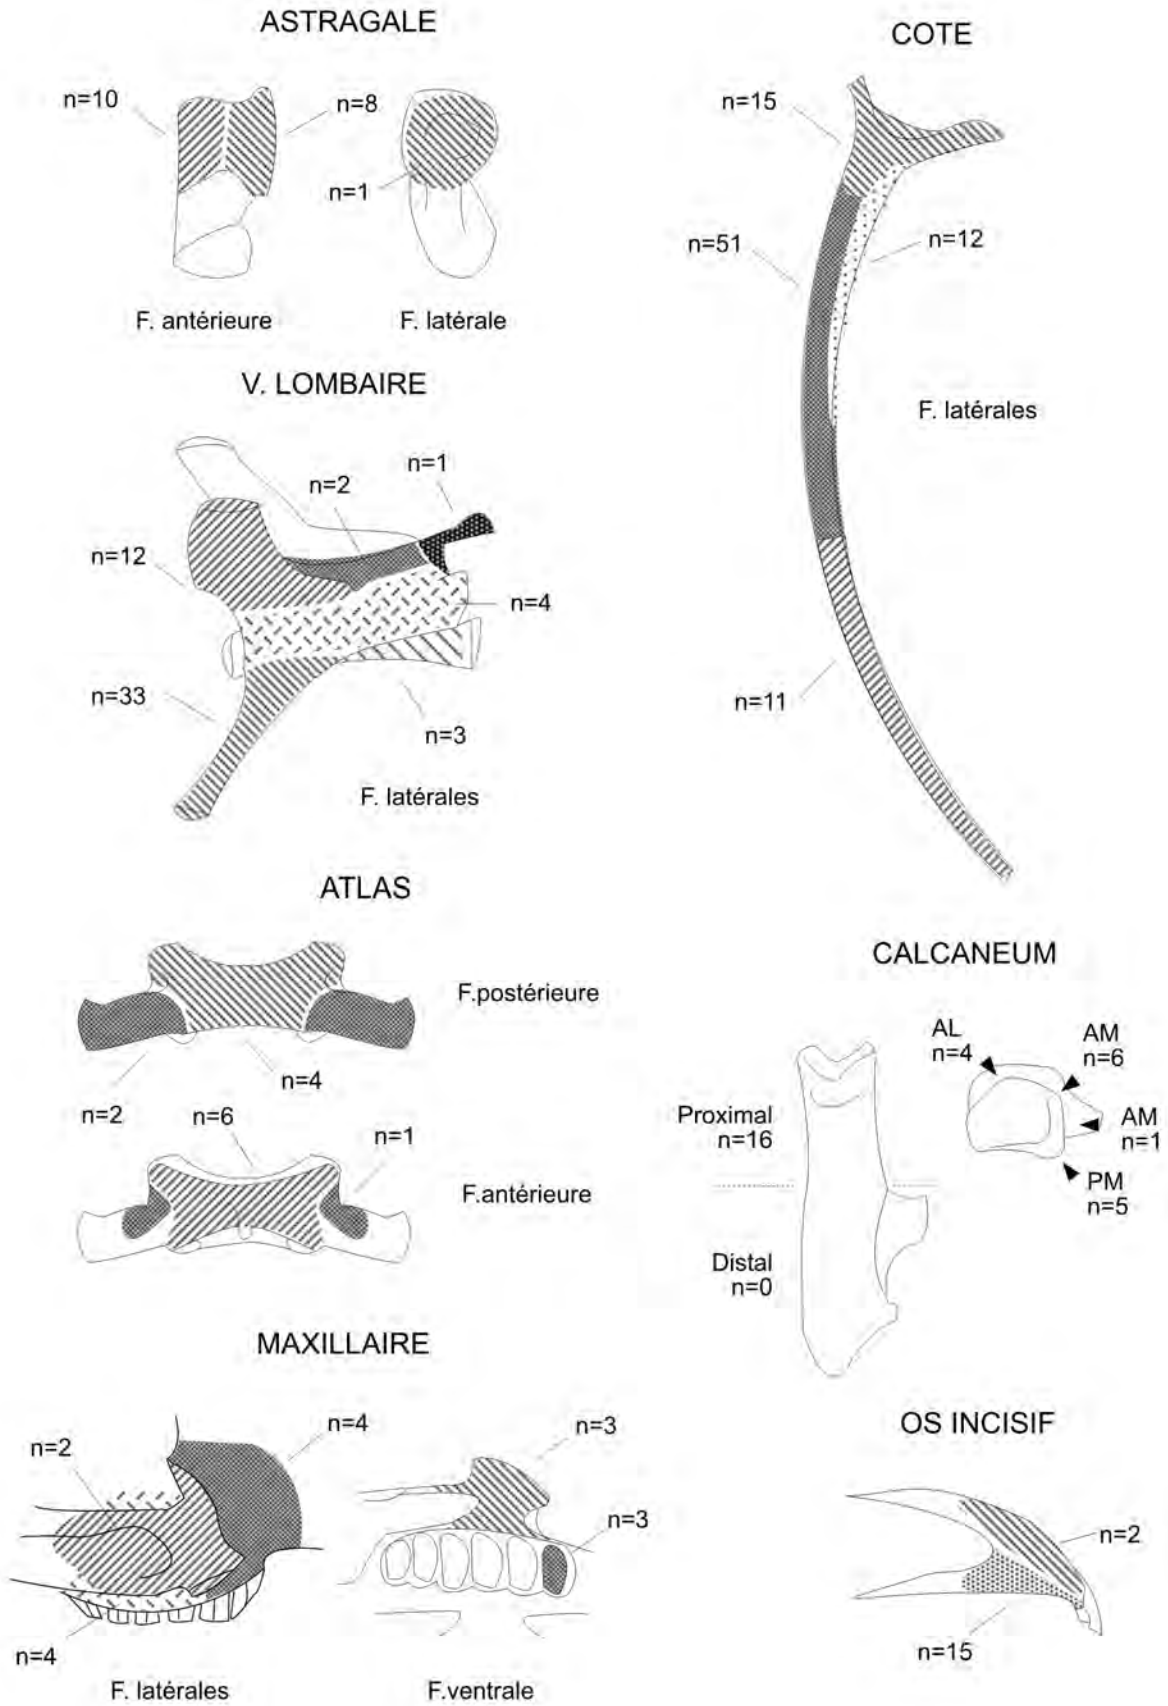 ASTRAGALE
n=10
n=8
n=1
F. antérieure
F. latérale
COTE
n=15
n=51
n=12
F. latérales
n=11
V. LOMBAIRE
n=1
n=2
n=12
n=4
n=33
n=3
F. latérales
ATLAS
F.postérieure
n=4
n=2
n=6
n=1
F.antérieure
CALCANEUM
AL
n=4
AM
n=6
AM
n=1
PM
n=5
Proximal
n=16
Distal
n=0
MAXILLAIRE
n=4
n=2
n=3
n=3
n=4
F. latérales
F.ventrale
OS INCISIF
n=2
n=15